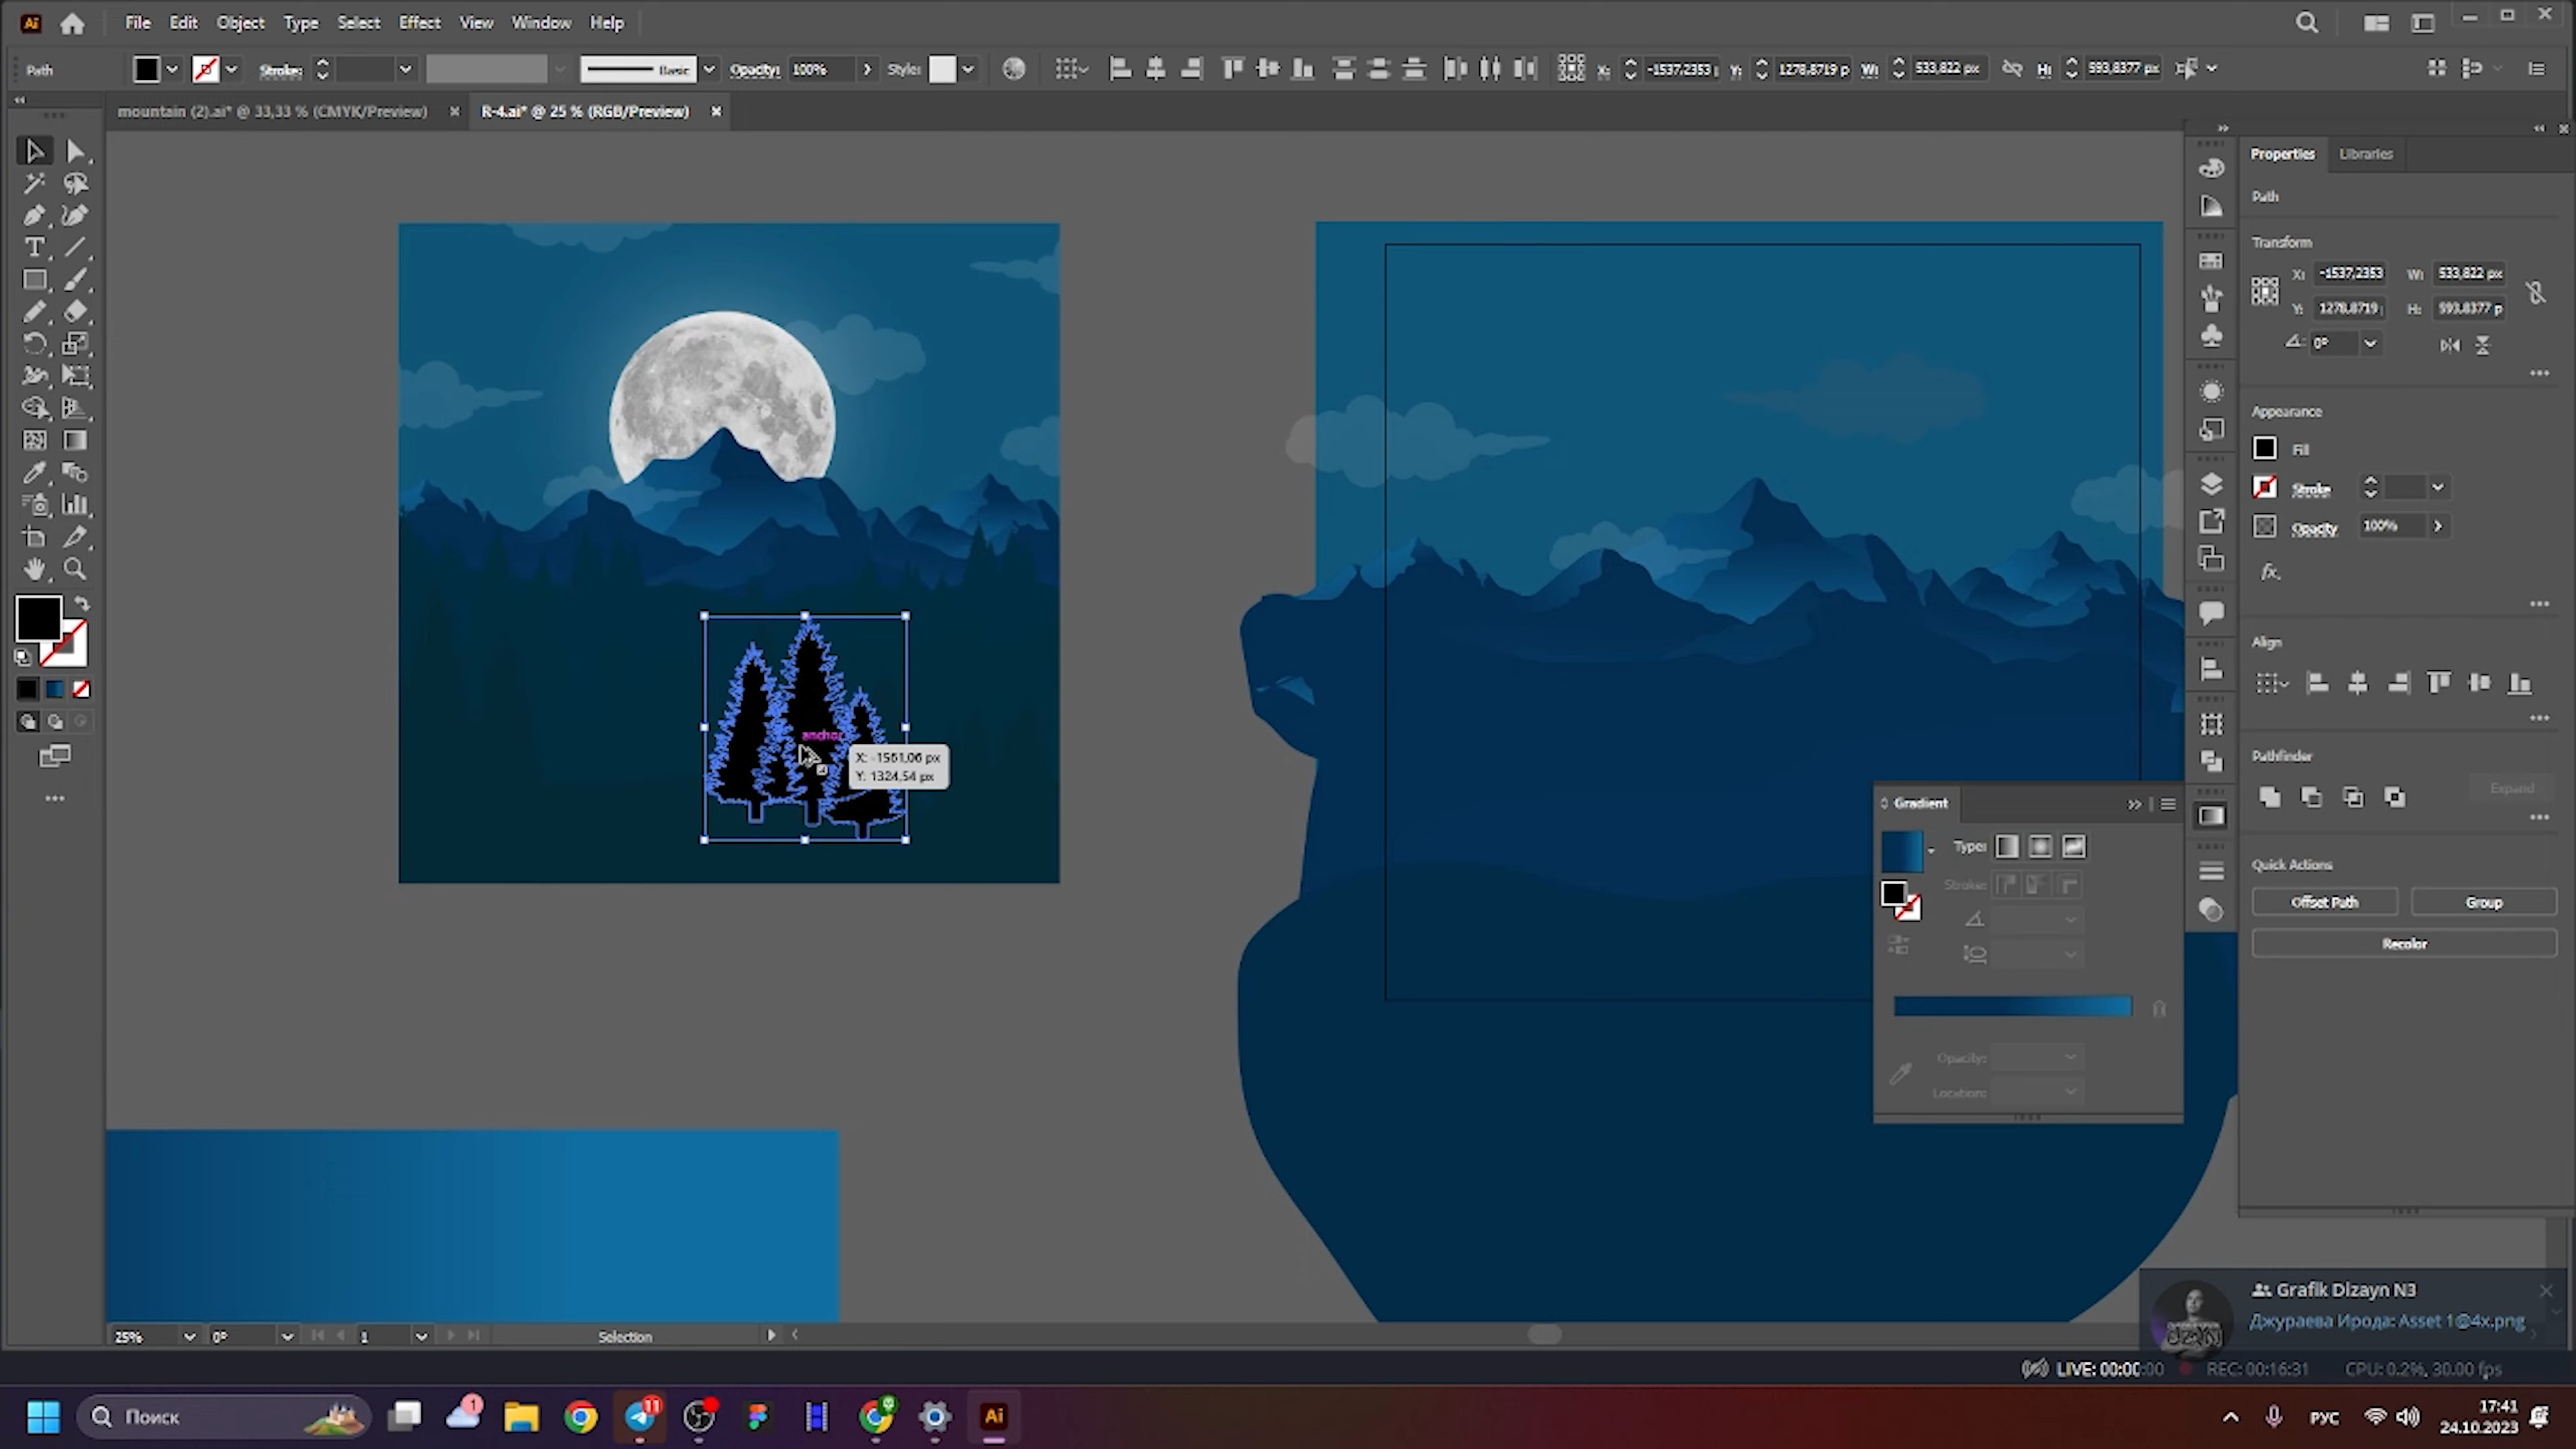 Ai File Edit Object Type Select Effect View Window Help
Path Stroke: Basic Opacity: 100% Style: X: -1537,2353 Y: 1278,8719 p W: 533,822 px H: 593,8377 px
mountain (2).ai* @ 33,33 % (CMYK/Preview) R-4.ai* @ 25 % (RGB/Preview)
Properties Libraries
Path
Transform
X: -1537,2353 W: 533,822 px
Y: 1278,8719 H: 593,8377 p
0°
Appearance
Fill
Stroke
Opacity 100%
fx.
Align
anchor
X: -1561,06 px
Y: 1324,54 px
Pathfinder
Expand
Gradient
Type:
Stroke:
Opacity:
Location:
Quick Actions
Offset Path Group
Recolor
25% 0° 1 Selection
Grafik Dizayn N3
Джураева Ирода: Asset 1@4x.png
LIVE: 00:00:00 REC: 00:16:31 CPU: 0.2%, 30.00 fps
Поиск 1 11 Ai РУС 17:41
24.10.2023